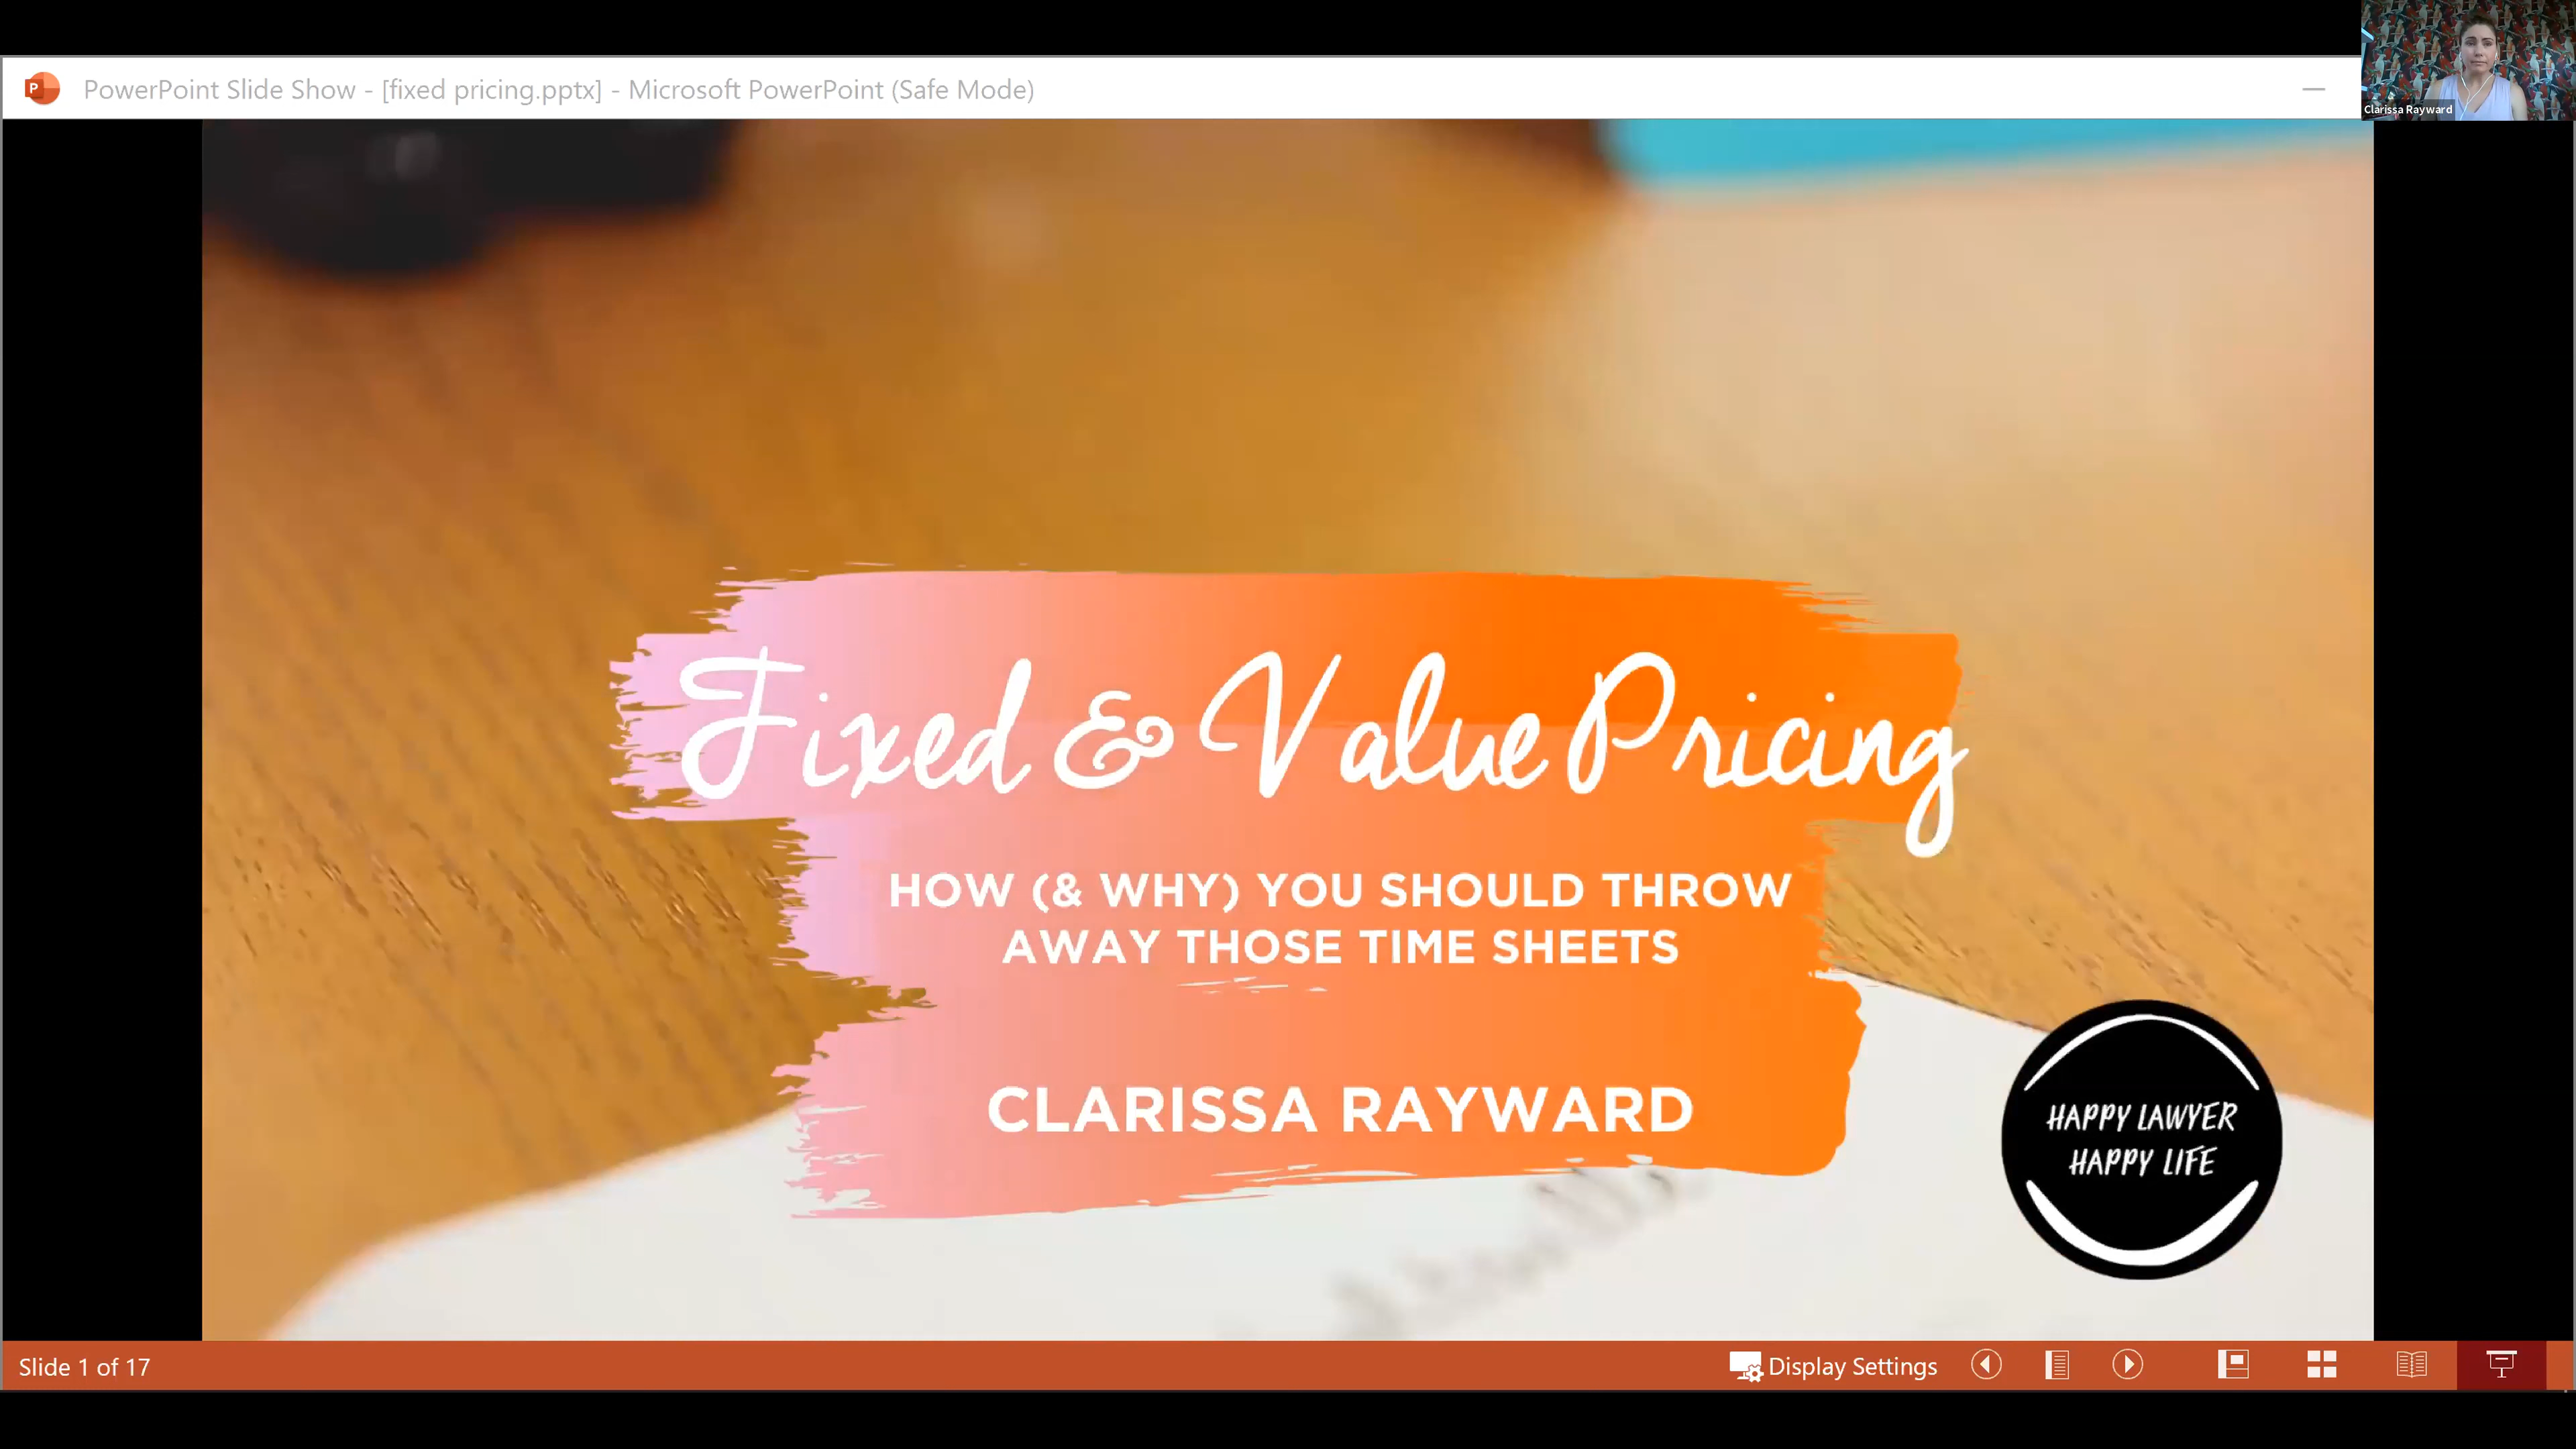 PowerPoint Slide Show - [fixed pricing.pptx] - Microsoft PowerPoint (Safe Mode)
Clarissa Rayward
Fixed & Value Pricing
HOW (& WHY) YOU SHOULD THROW
AWAY THOSE TIME SHEETS
CLARISSA RAYWARD
HAPPY LAWYER
HAPPY LIFE
Slide 1 of 17
Display Settings